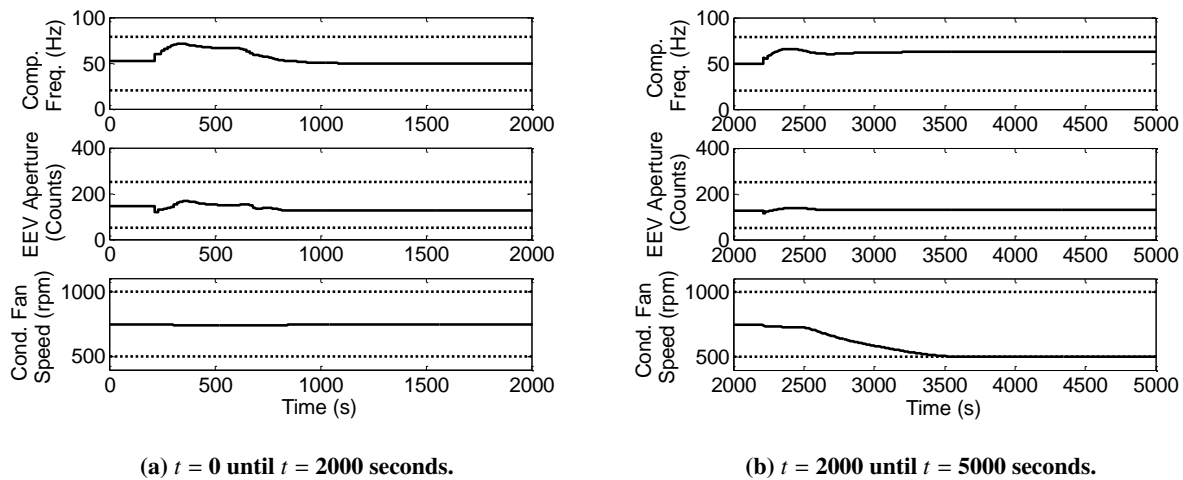 Comp.
Freq. (Hz)
100
50
0
0 500 1000 1500 2000
EEV Aperture
(Counts)
400
200
0
0 500 1000 1500 2000
Cond. Fan
Speed (rpm)
1000
500
0 500 1000 1500 2000
Time (s)
(a) t = 0 until t = 2000 seconds.
Comp.
Freq. (Hz)
100
50
0
2000 2500 3000 3500 4000 4500 5000
EEV Aperture
(Counts)
400
200
0
2000 2500 3000 3500 4000 4500 5000
Cond. Fan
Speed (rpm)
1000
500
2000 2500 3000 3500 4000 4500 5000
Time (s)
(b) t = 2000 until t = 5000 seconds.